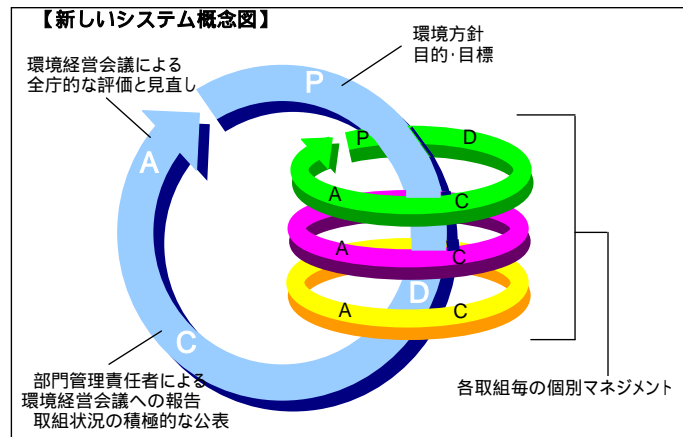 【新しいシステム概念図】
環境方針
目的・目標
環境経営会議による
全庁的な評価と見直し
P
P
D
A
A
C
A
C
D
A
C
C
部門管理責任者による
環境経営会議への報告
取組状況の積極的な公表
各取組毎の個別マネジメント